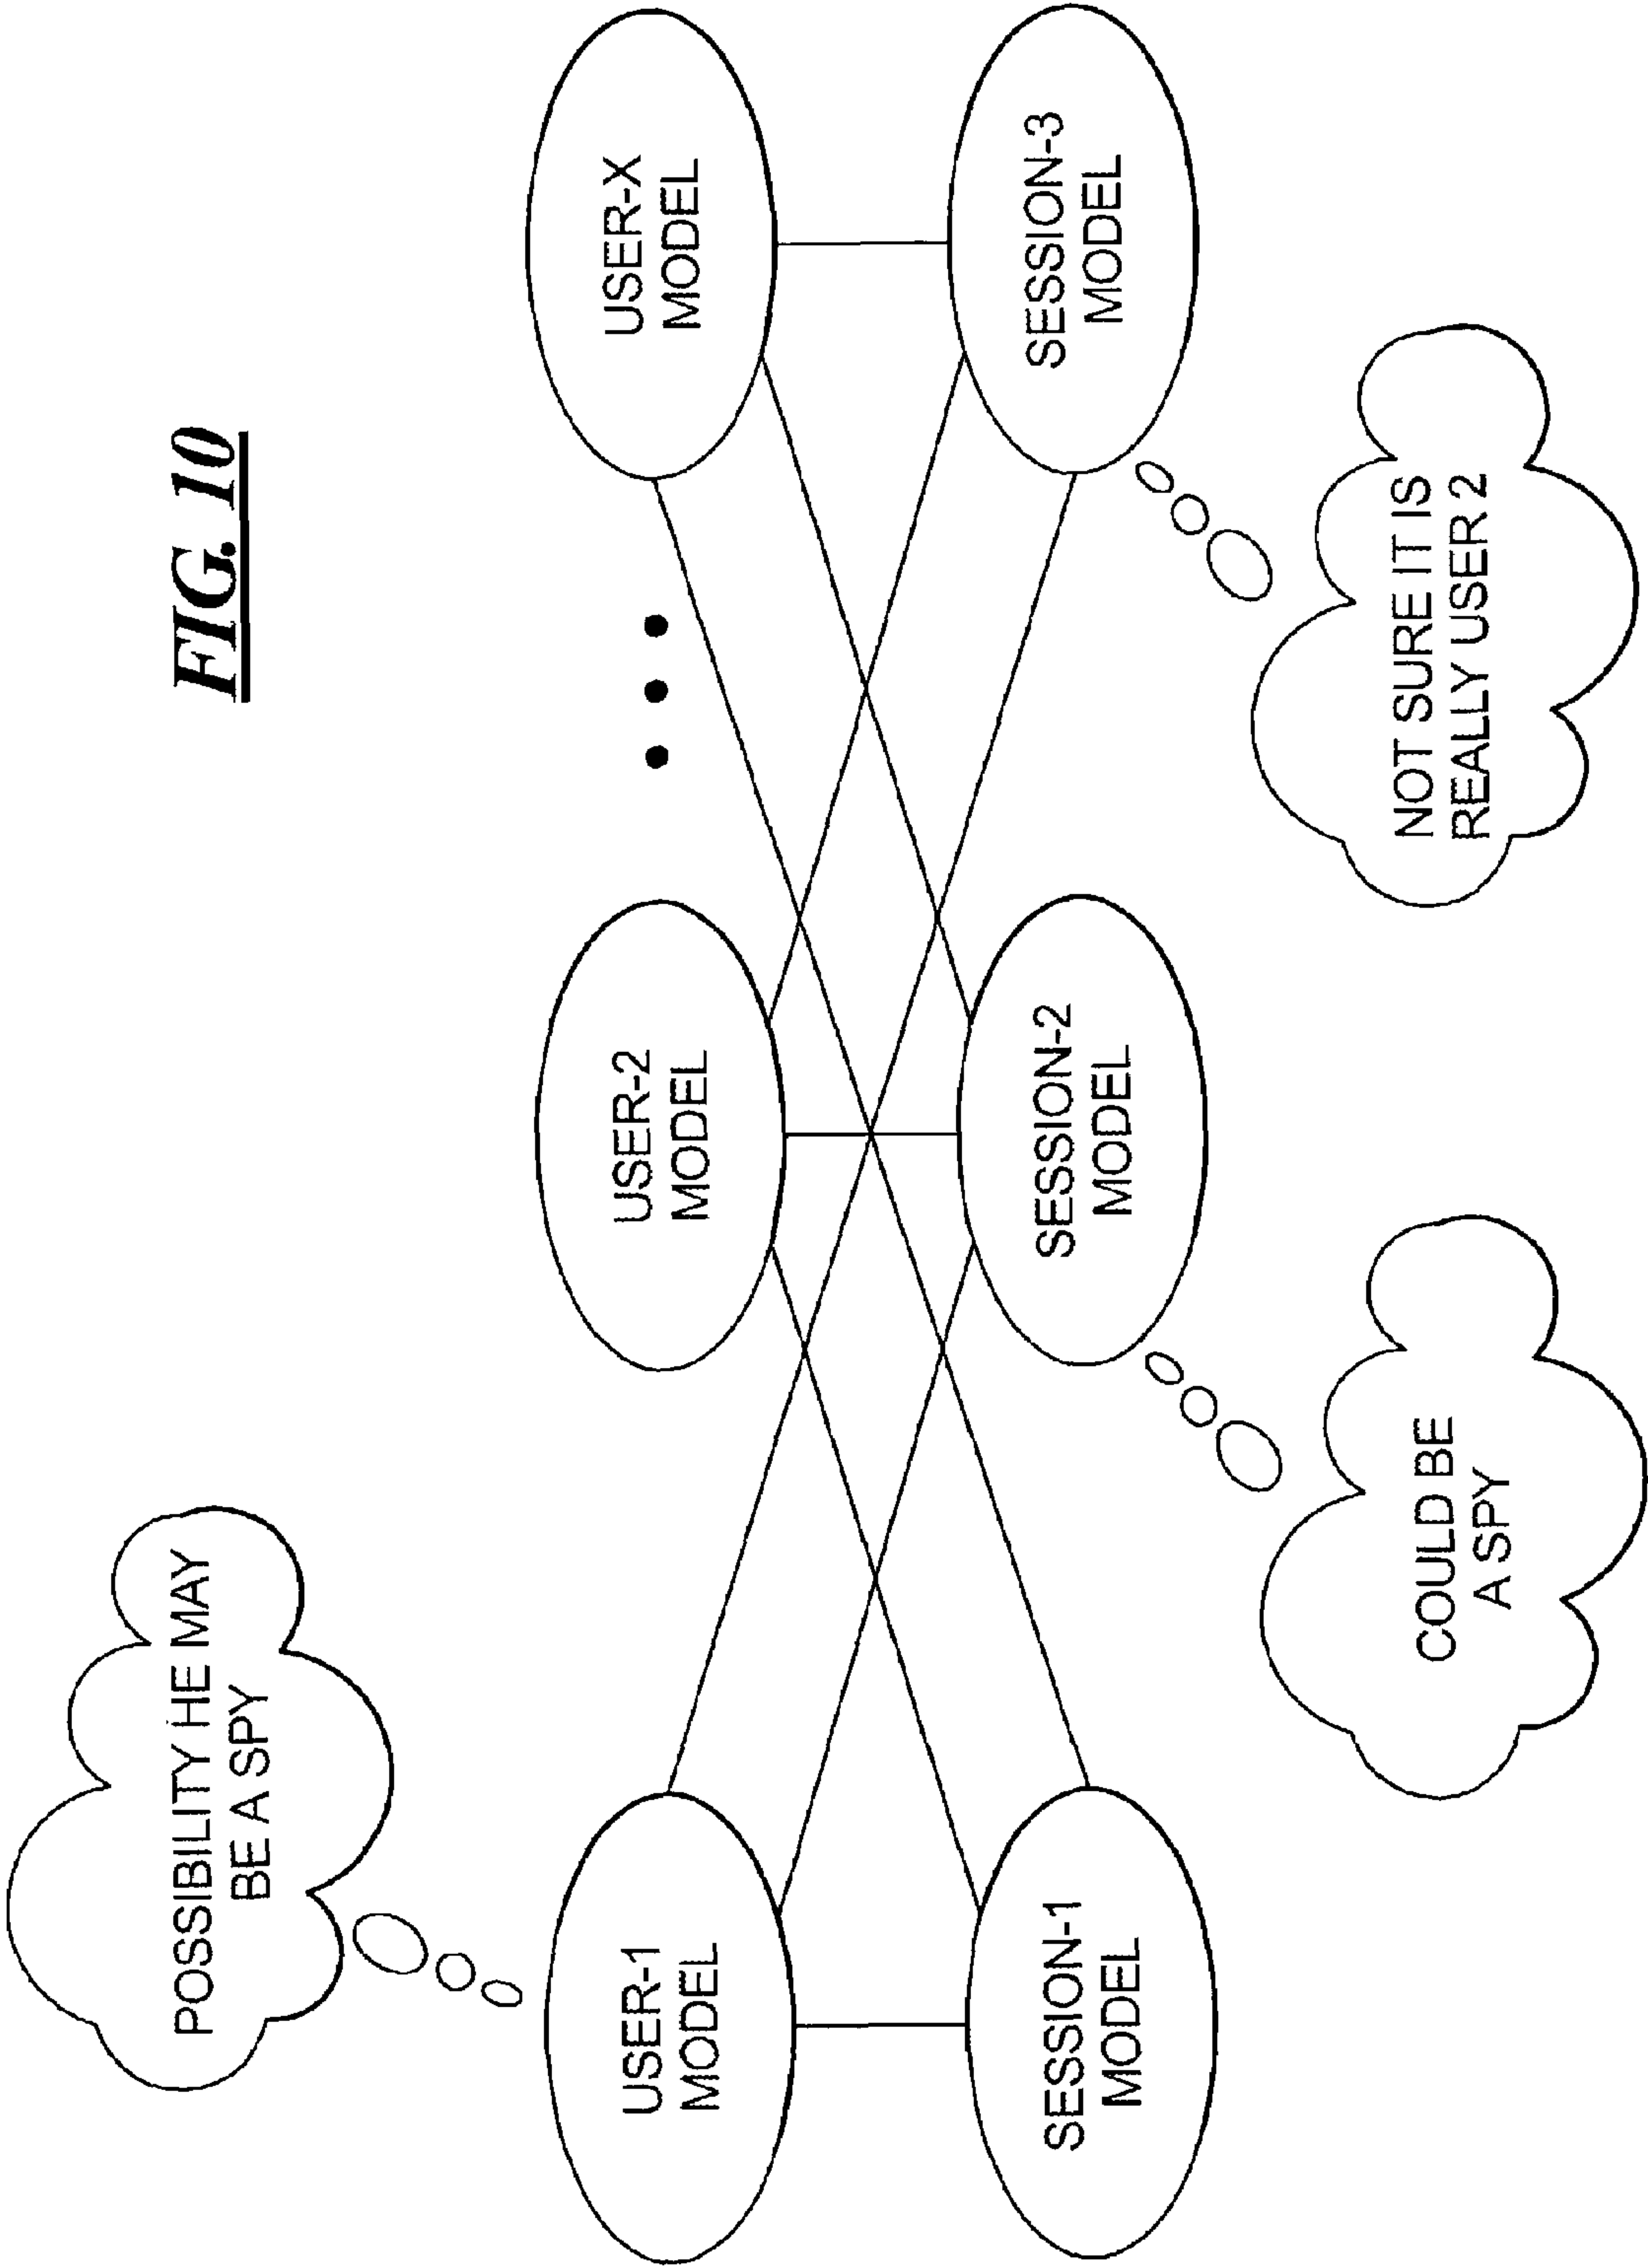 FIG. 10
POSSIBILITY HE MAY
BE A SPY
USER-1
MODEL
USER-2
MODEL
USER-X
MODEL
SESSION-1
MODEL
SESSION-2
MODEL
SESSION-3
MODEL
COULD BE
A SPY
NOT SURE IT IS
REALLY USER 2